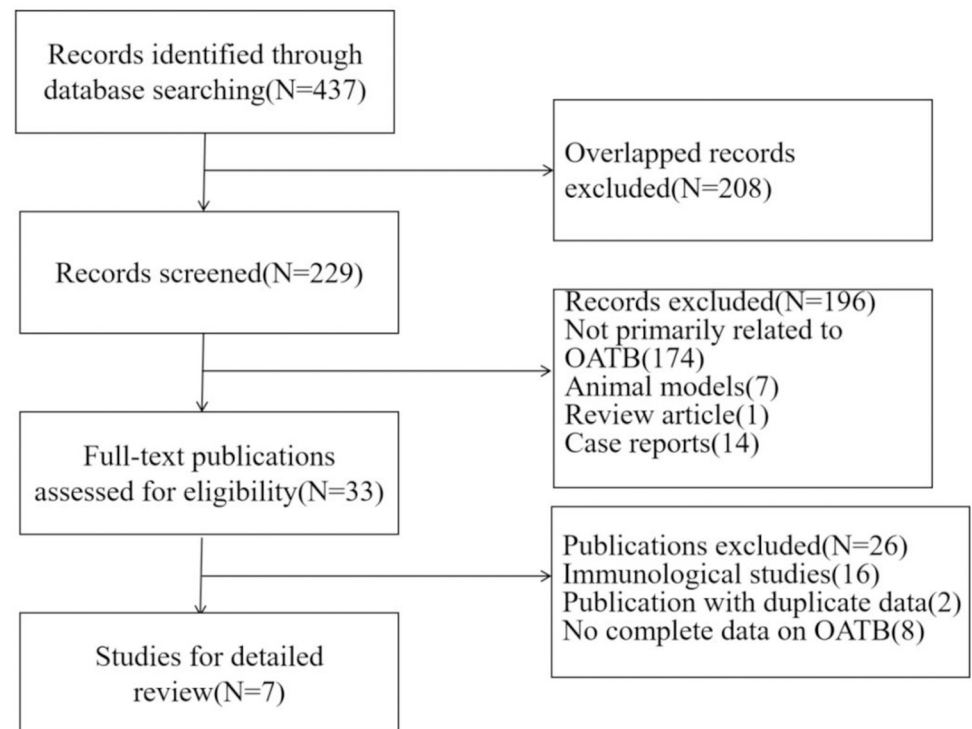 Records identified through
database searching(N=437)
Overlapped records
excluded(N=208)
Records screened(N=229)
Records excluded(N=196)
Not primarily related to
OATB(174)
Animal models(7)
Review article(1)
Case reports(14)
Full-text publications
assessed for eligibility(N=33)
Publications excluded(N=26)
Immunological studies(16)
Publication with duplicate data(2)
No complete data on OATB(8)
Studies for detailed
review(N=7)